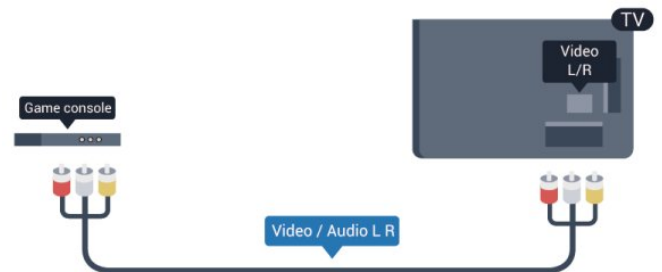 TV
Video
L/R
Game console
Video / Audio L R